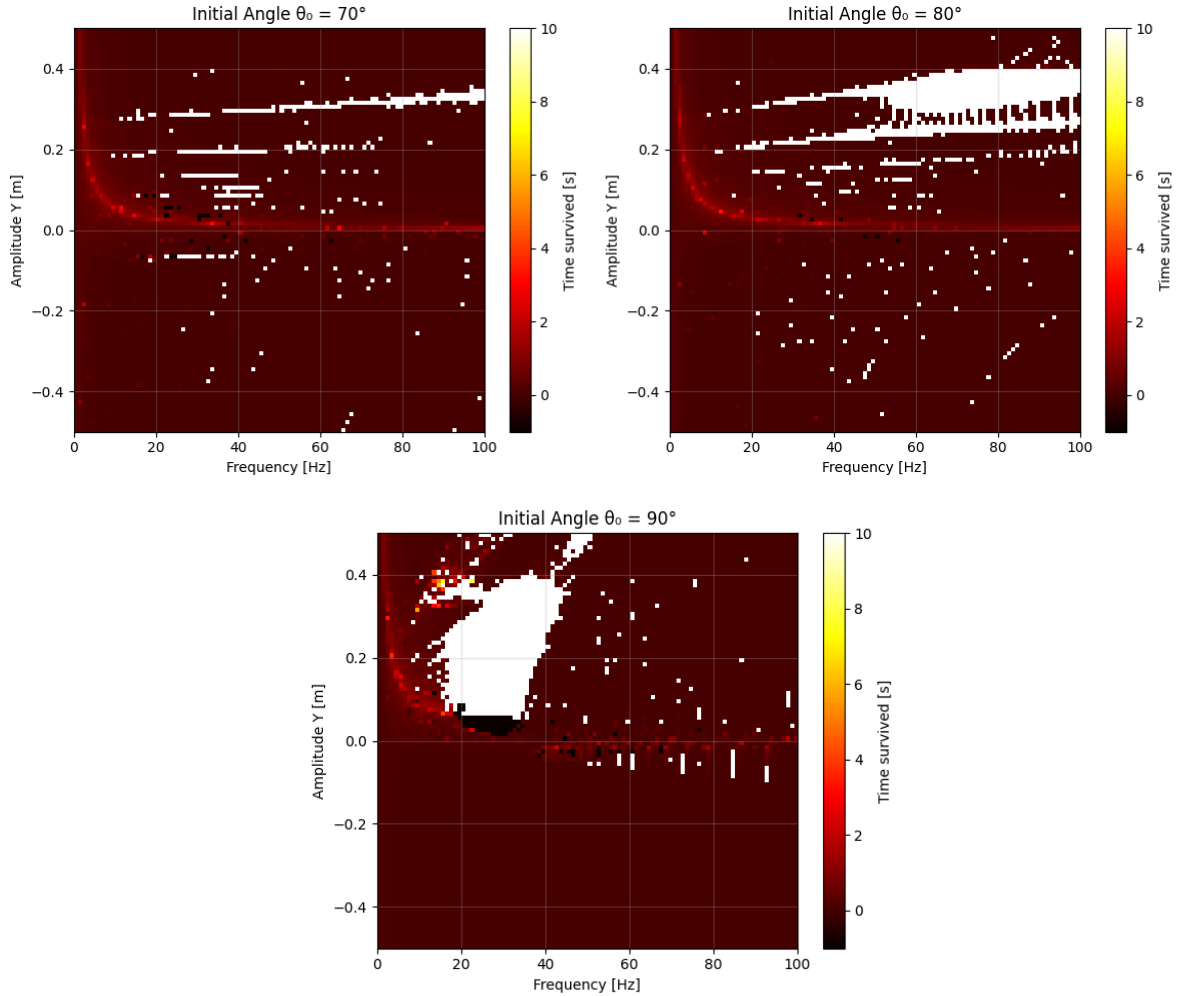 Initial Angle θ₀ = 70°
0.4
0.2
0.0
−0.2
−0.4
Amplitude Y [m]
0 20 40 60 80 100
Frequency [Hz]
10
8
6
4
2
0
Time survived [s]
Initial Angle θ₀ = 80°
0.4
0.2
0.0
−0.2
−0.4
Amplitude Y [m]
0 20 40 60 80 100
Frequency [Hz]
10
8
6
4
2
0
Time survived [s]
Initial Angle θ₀ = 90°
0.4
0.2
0.0
−0.2
−0.4
Amplitude Y [m]
0 20 40 60 80 100
Frequency [Hz]
10
8
6
4
2
0
Time survived [s]